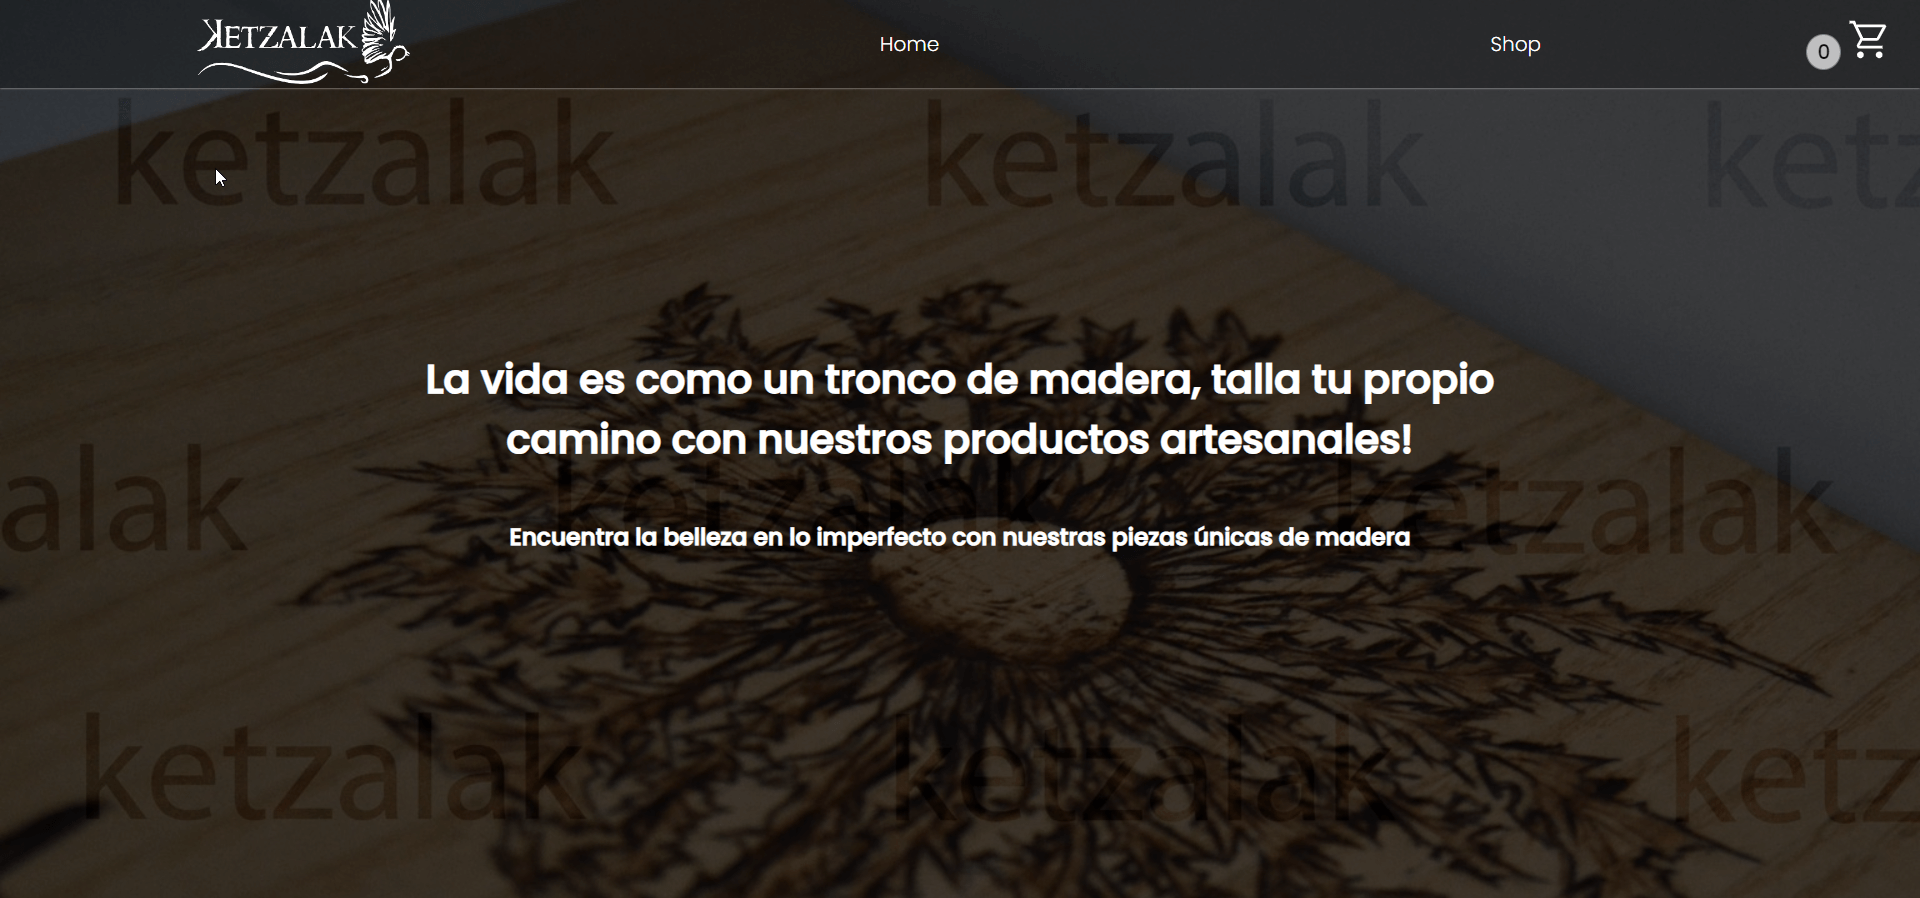 KETZALAK
Home
Shop
0
ketzalak ketzalak ketz
La vida es como un tronco de madera, talla tu propio
camino con nuestros productos artesanales!
alak ketzalak ketzalak
Encuentra la belleza en lo imperfecto con nuestras piezas únicas de madera
ketzalak ketzalak ketz